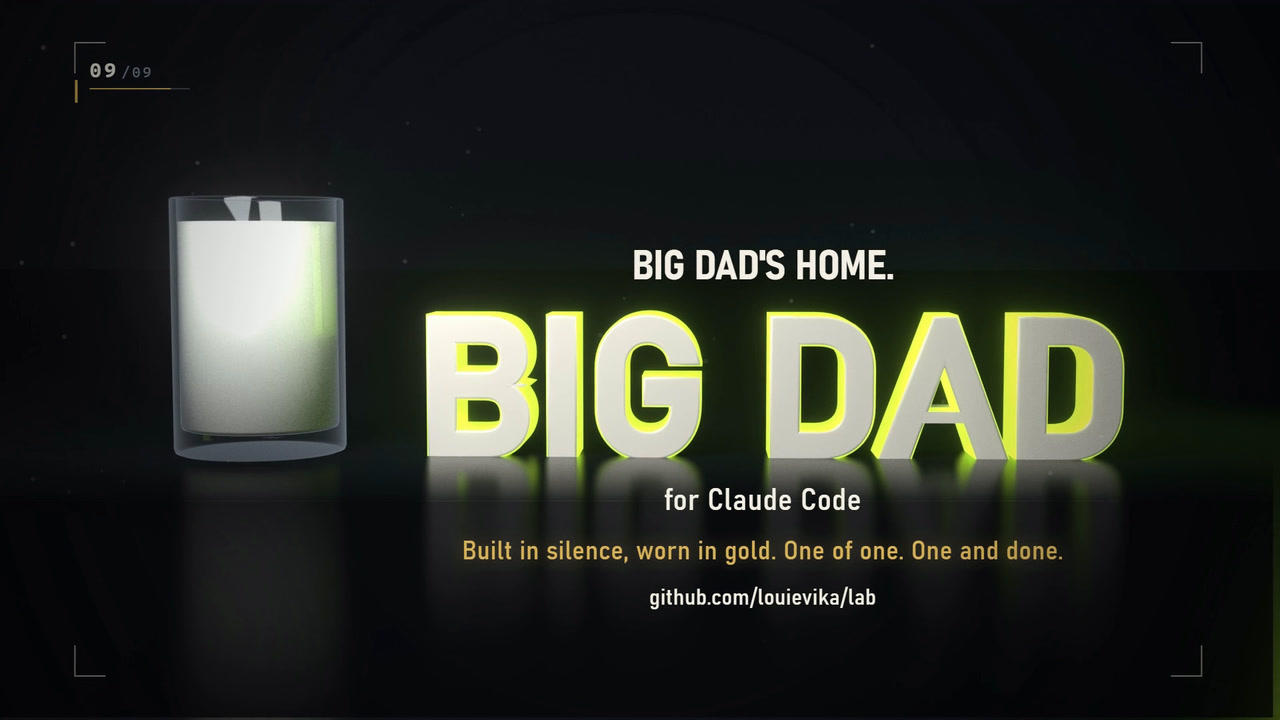 09/09
BIG DAD'S HOME.
BIG DAD
for Claude Code
Built in silence, worn in gold. One of one. One and done.
github.com/louievika/lab